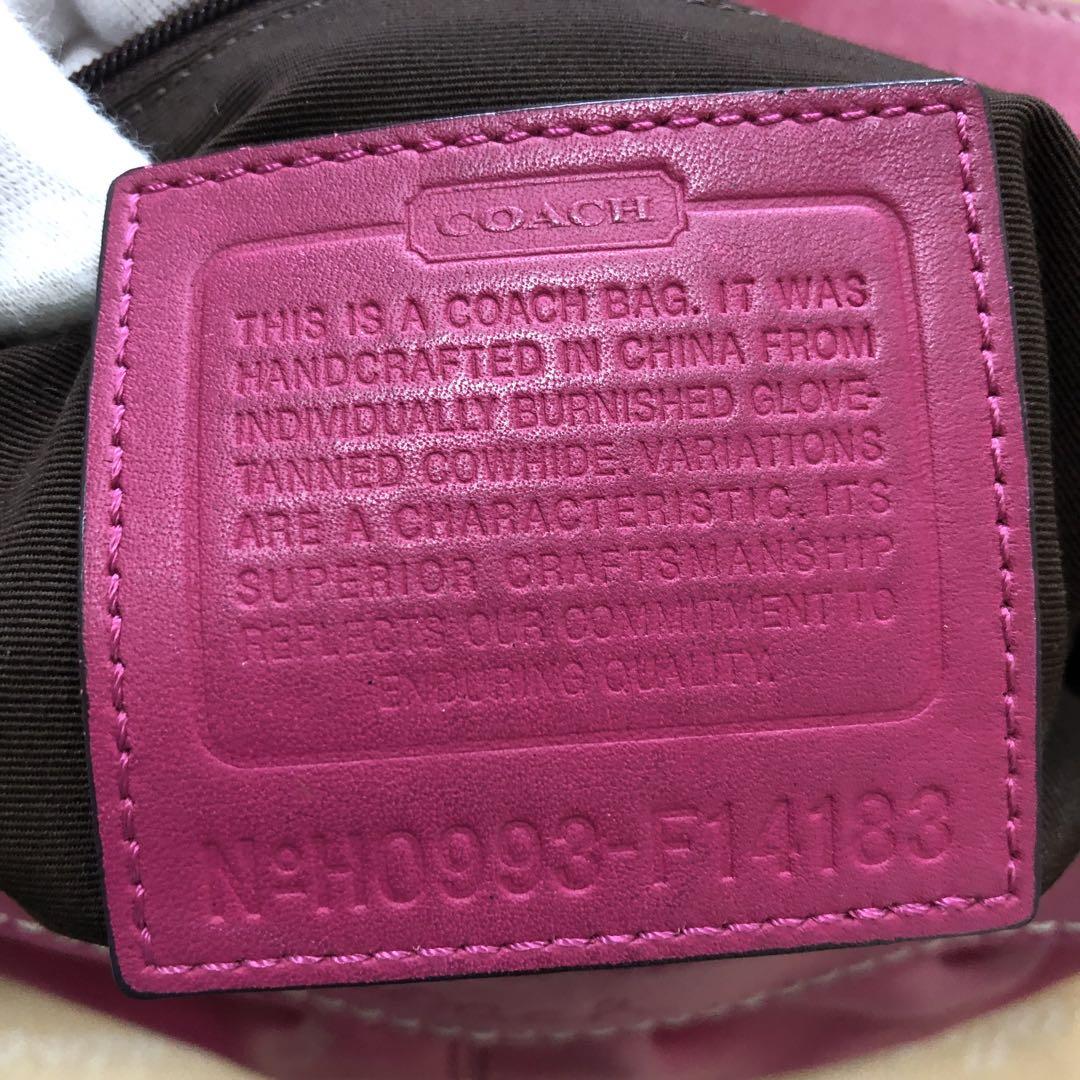 COACH
THIS IS A COACH BAG. IT WAS
HANDCRAFTED IN CHINA FROM
INDIVIDUALLY BURNISHED GLOVE-
TANNED COWHIDE. VARIATIONS
ARE A CHARACTERISTIC. ITS
SUPERIOR CRAFTSMANSHIP
REFLECTS OUR COMMITMENT TO
ENDURING QUALITY.
NoH0993-F14183